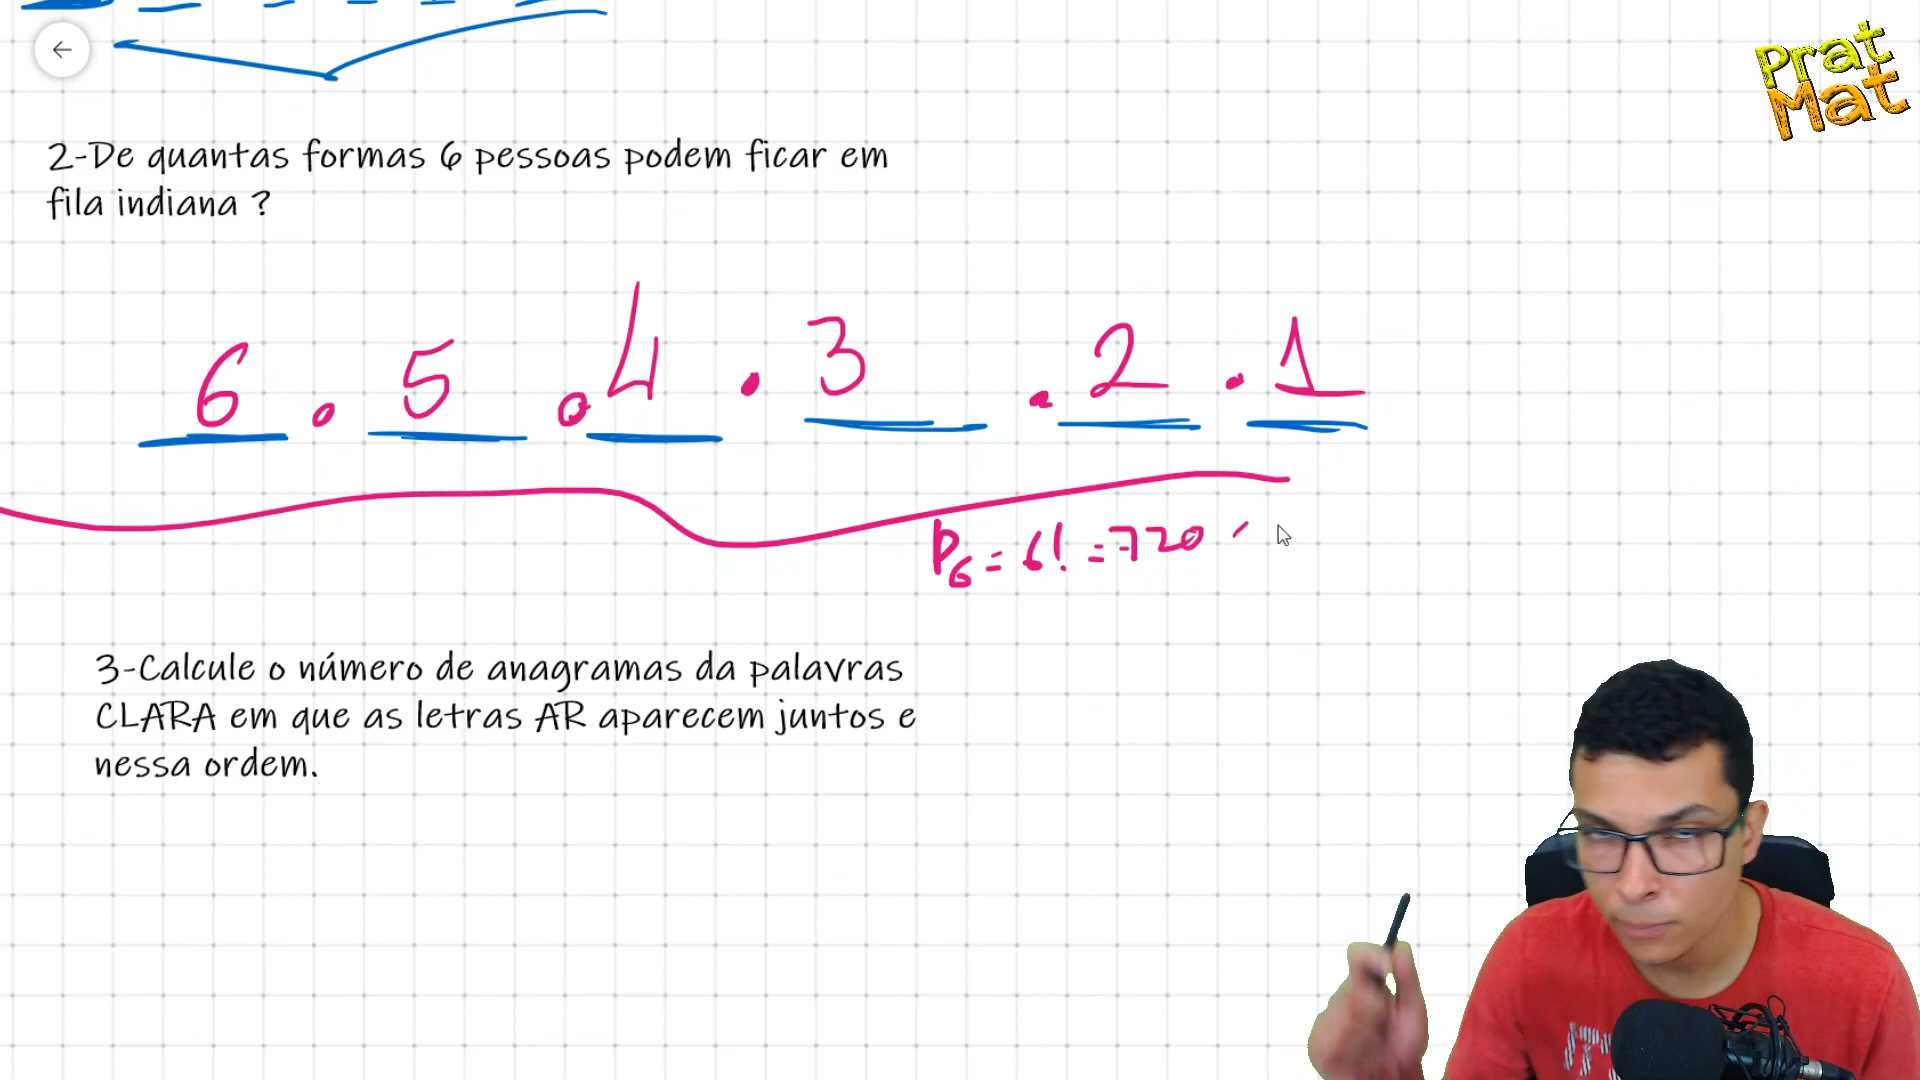 Prat
Mat
2-De quantas formas 6 pessoas podem ficar em
fila indiana ?
6 . 5 . 4 . 3 . 2 . 1
P6 = 6! = 720
3-Calcule o número de anagramas da palavras
CLARA em que as letras AR aparecem juntos e
nessa ordem.